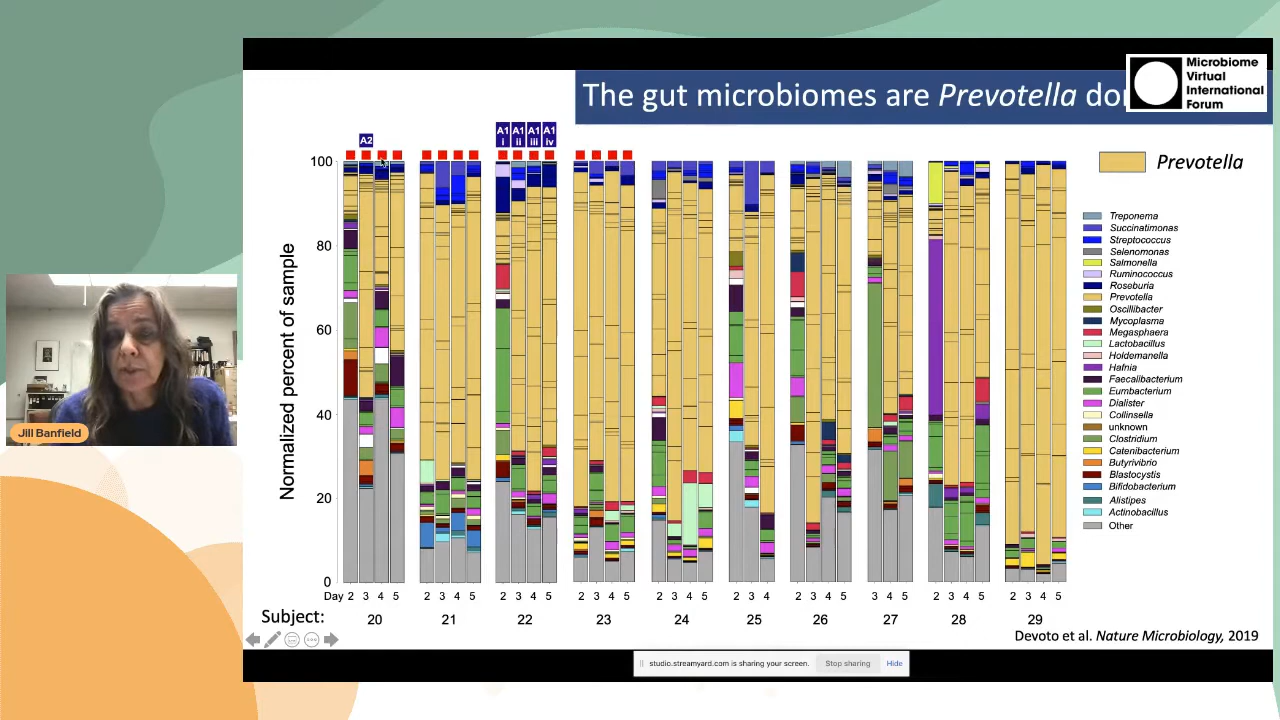 Microbiome
Virtual
International
Forum
The gut microbiomes are Prevotella do
A2
A1 A1 A1 A1
i ii iii iv
Prevotella
Normalized percent of sample
100
80
60
40
20
0
Treponema
Succinatimonas
Streptococcus
Selenomonas
Salmonella
Ruminococcus
Roseburia
Prevotella
Oscillibacter
Mycoplasma
Megasphaera
Lactobacillus
Holdemanella
Hafnia
Faecalibacterium
Eumbacterium
Dialister
Collinsella
unknown
Clostridium
Catenibacterium
Butyrivibrio
Blastocystis
Bifidobacterium
Alistipes
Actinobacillus
Other
Jill Banfield
Day 2 3 4 5 2 3 4 5 2 3 4 5 2 3 4 5 2 3 4 5 2 3 4 2 3 4 5 3 4 5 2 3 4 5 2 3 4 5
Subject: 20 21 22 23 24 25 26 27 28 29
Devoto et al. Nature Microbiology, 2019
studio.streamyard.com is sharing your screen. Stop sharing Hide